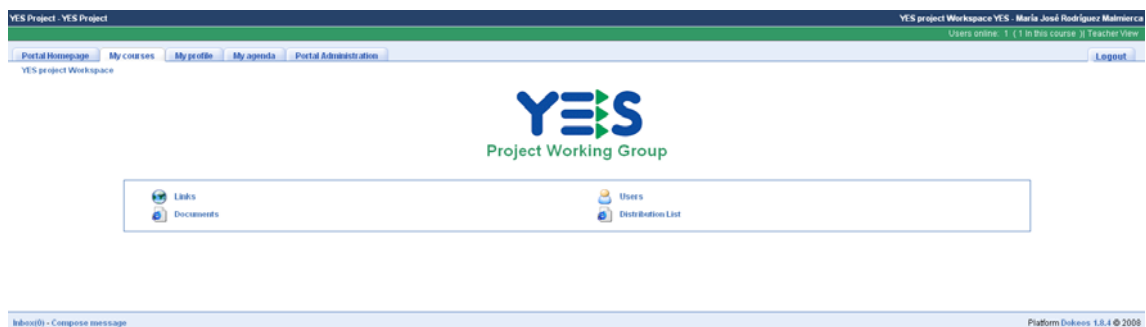 YES Project - YES Project
YES project Workspace YES - María José Rodríguez Malmierca
Users online: 1 ( 1 In this course )| Teacher View
Portal Homepage My courses My profile My agenda Portal Administration Logout
YES project Workspace
YES
Project Working Group
Links Users
Documents Distribution List
Inbox(0) - Compose message Platform Dokeos 1.8.4 © 2008